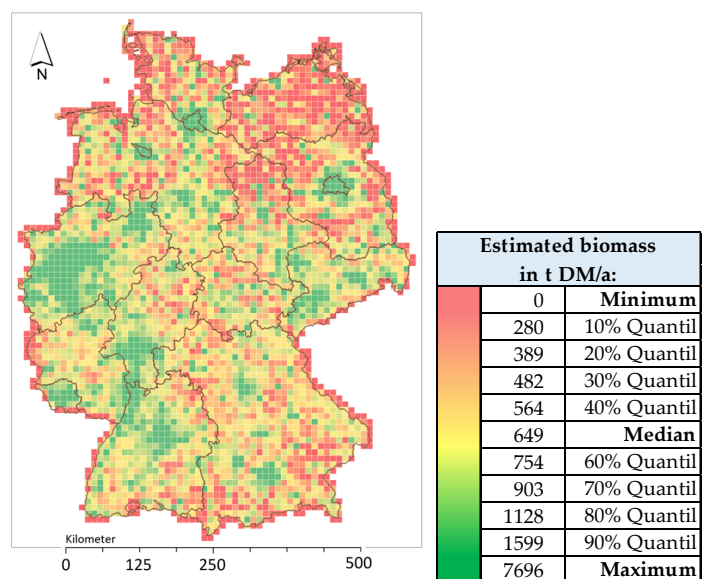 N
Kilometer
0 125 250 500
Estimated biomass
in t DM/a:
0 Minimum
280 10% Quantil
389 20% Quantil
482 30% Quantil
564 40% Quantil
649 Median
754 60% Quantil
903 70% Quantil
1128 80% Quantil
1599 90% Quantil
7696 Maximum